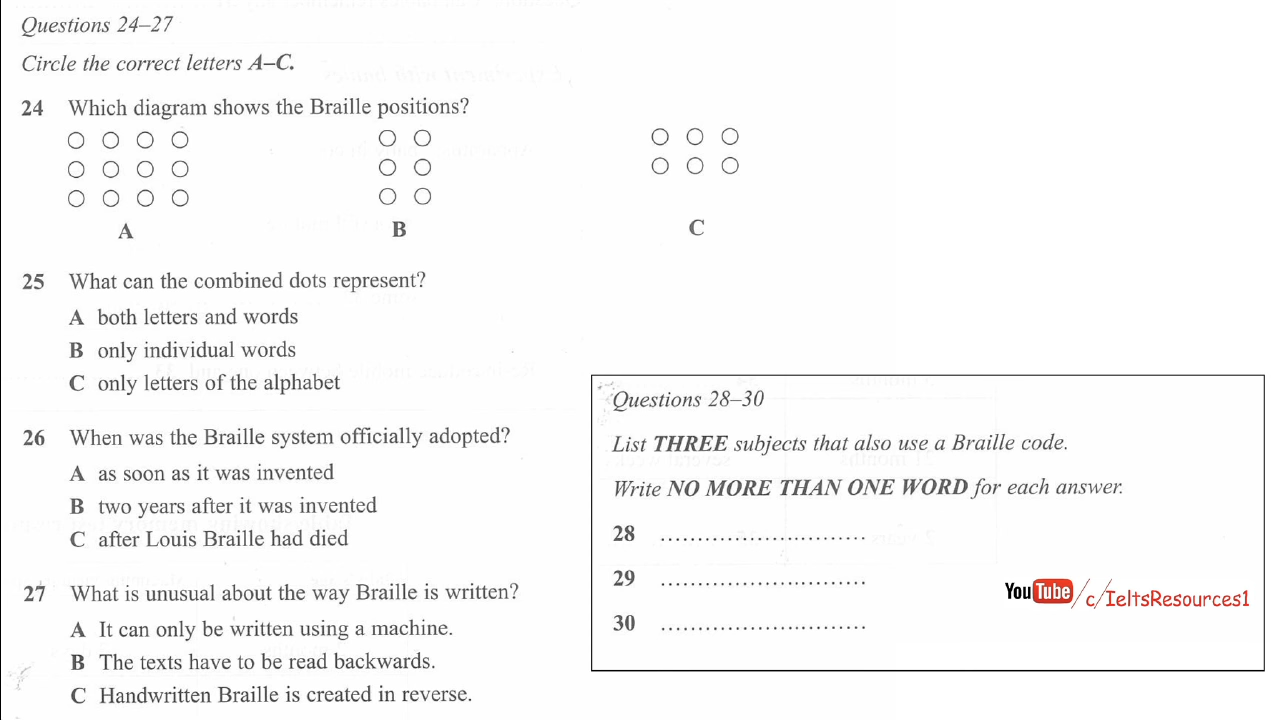 Questions 24–27
Circle the correct letters A–C.
24 Which diagram shows the Braille positions?
A B C
25 What can the combined dots represent?
A both letters and words
B only individual words
C only letters of the alphabet
26 When was the Braille system officially adopted?
A as soon as it was invented
B two years after it was invented
C after Louis Braille had died
27 What is unusual about the way Braille is written?
A It can only be written using a machine.
B The texts have to be read backwards.
C Handwritten Braille is created in reverse.
Questions 28–30
List THREE subjects that also use a Braille code.
Write NO MORE THAN ONE WORD for each answer.
28 ..............................
29 ..............................
30 ..............................
YouTube/c/IeltsResources1